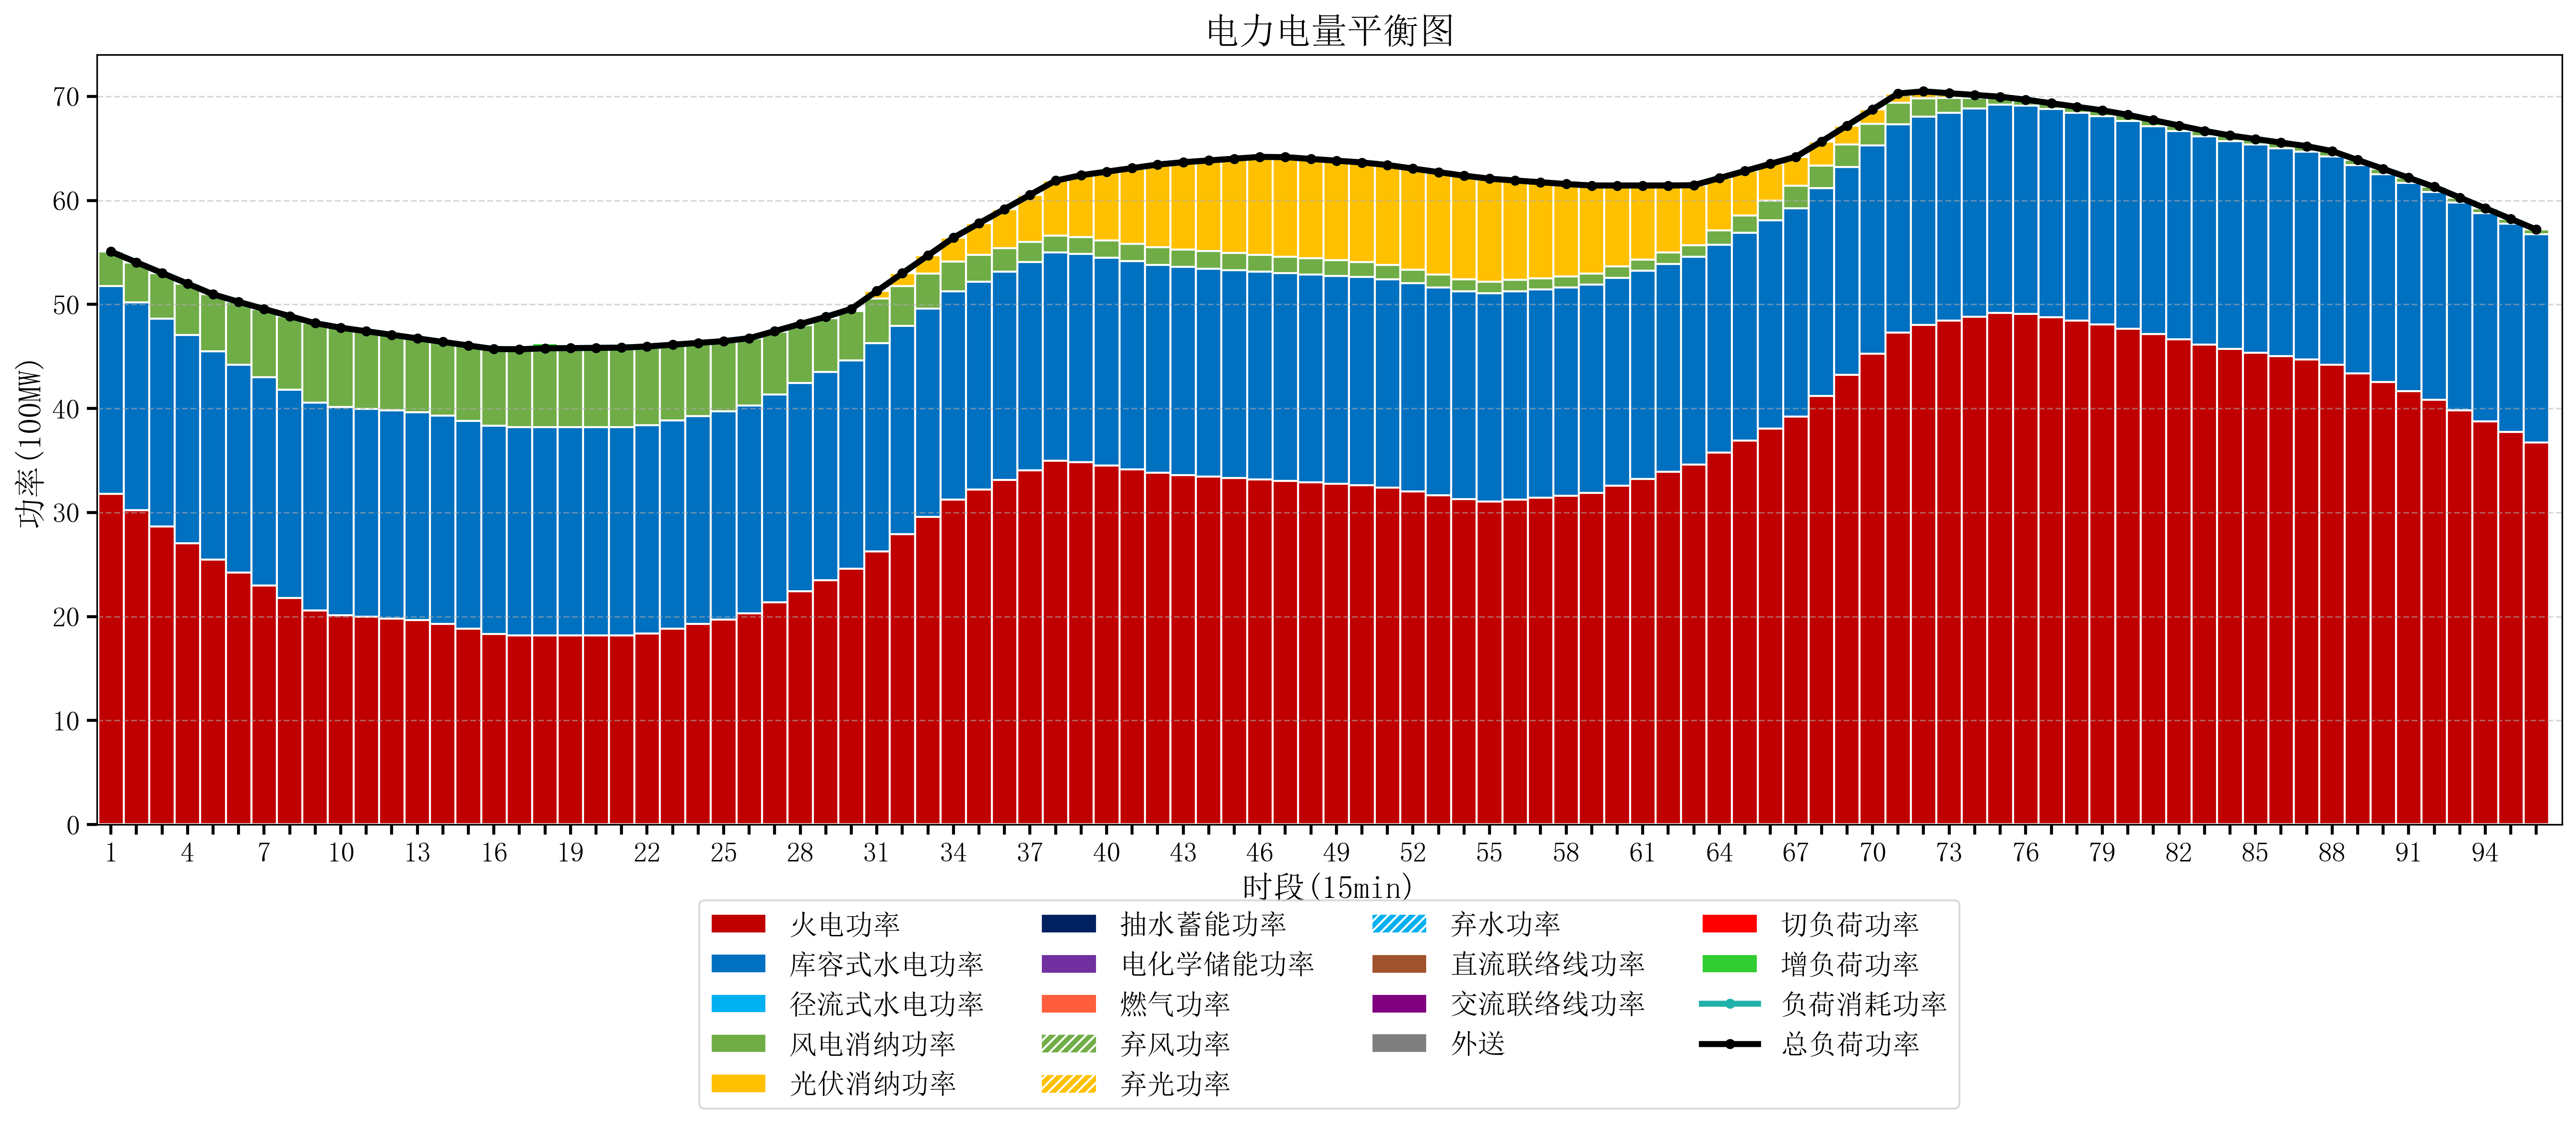 电力电量平衡图
功率(100MW)
70
60
50
40
30
20
10
0
1 4 7 10 13 16 19 22 25 28 31 34 37 40 43 46 49 52 55 58 61 64 67 70 73 76 79 82 85 88 91 94
时段(15min)
火电功率 抽水蓄能功率 弃水功率 切负荷功率
库容式水电功率 电化学储能功率 直流联络线功率 增负荷功率
径流式水电功率 燃气功率 交流联络线功率 负荷消耗功率
风电消纳功率 弃风功率 外送 总负荷功率
光伏消纳功率 弃光功率